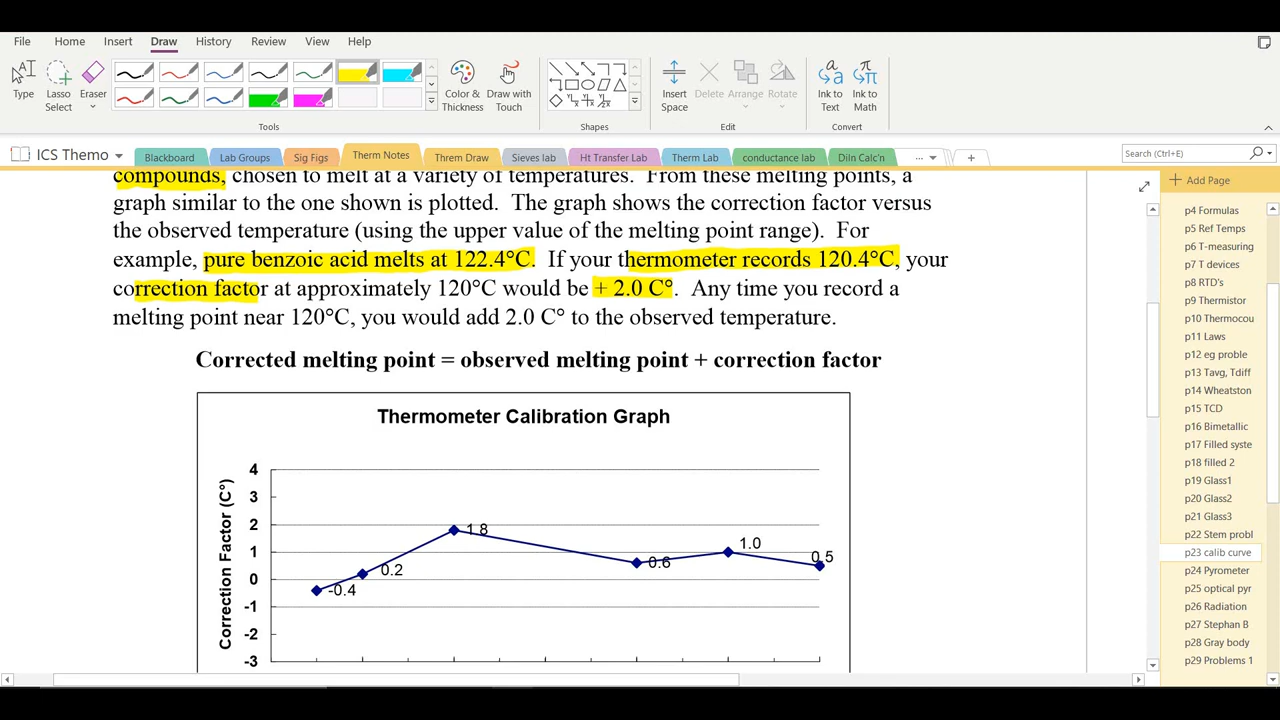 File Home Insert Draw History Review View Help
Type Lasso Select Eraser Color & Thickness Draw with Touch Insert Space Delete Arrange Rotate Ink to Text Ink to Math
Tools Shapes Edit Convert
ICS Themo Blackboard Lab Groups Sig Figs Therm Notes Threm Draw Sieves lab Ht Transfer Lab Therm Lab conductance lab Diln Calc'n ... + Search (Ctrl+E)
compounds, chosen to melt at a variety of temperatures. From these melting points, a
graph similar to the one shown is plotted. The graph shows the correction factor versus
the observed temperature (using the upper value of the melting point range). For
example, pure benzoic acid melts at 122.4°C. If your thermometer records 120.4°C, your
correction factor at approximately 120°C would be + 2.0 C°. Any time you record a
melting point near 120°C, you would add 2.0 C° to the observed temperature.
Corrected melting point = observed melting point + correction factor
Thermometer Calibration Graph
Correction Factor (C°)
4
3
2
1
0
-1
-2
-3
-0.4
0.2
1.8
0.6
1.0
0.5
+ Add Page
p4 Formulas
p5 Ref Temps
p6 T-measuring
p7 T devices
p8 RTD's
p9 Thermistor
p10 Thermocou
p11 Laws
p12 eg proble
p13 Tavg, Tdiff
p14 Wheatston
p15 TCD
p16 Bimetallic
p17 Filled syste
p18 filled 2
p19 Glass1
p20 Glass2
p21 Glass3
p22 Stem probl
p23 calib curve
p24 Pyrometer
p25 optical pyr
p26 Radiation
p27 Stephan B
p28 Gray body
p29 Problems 1